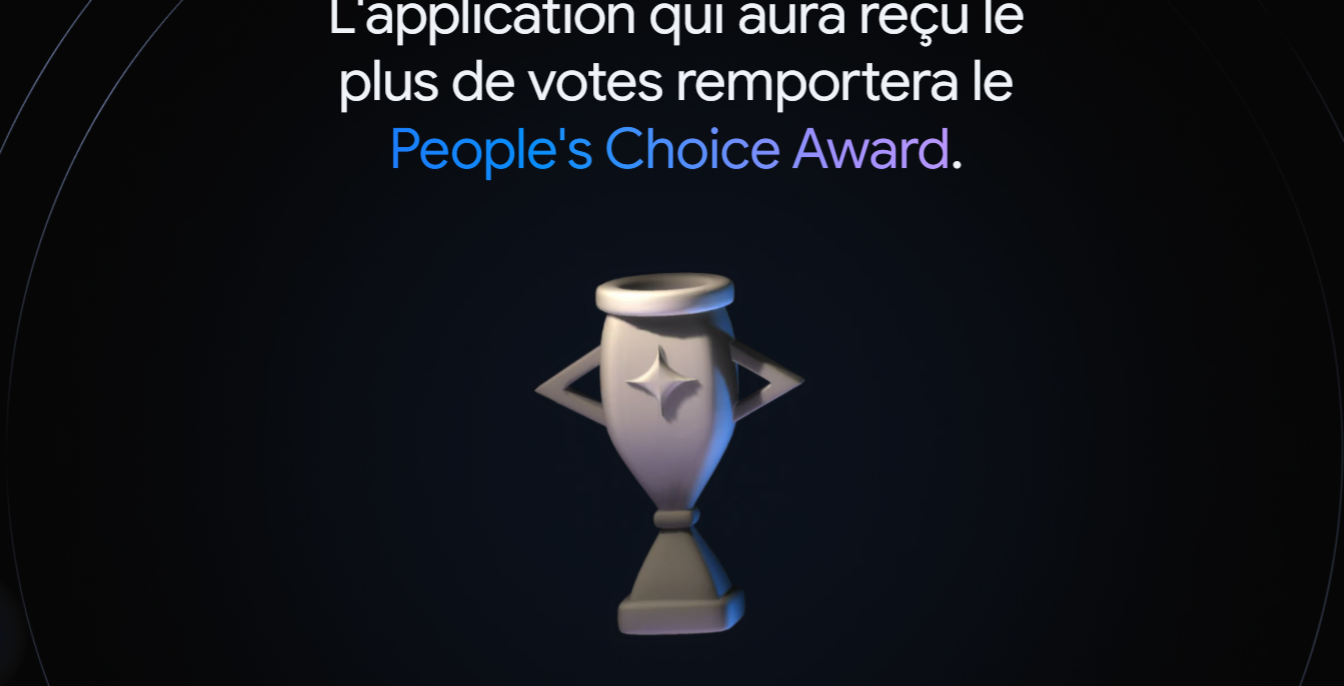 L'application qui aura reçu le
plus de votes remportera le
People's Choice Award.